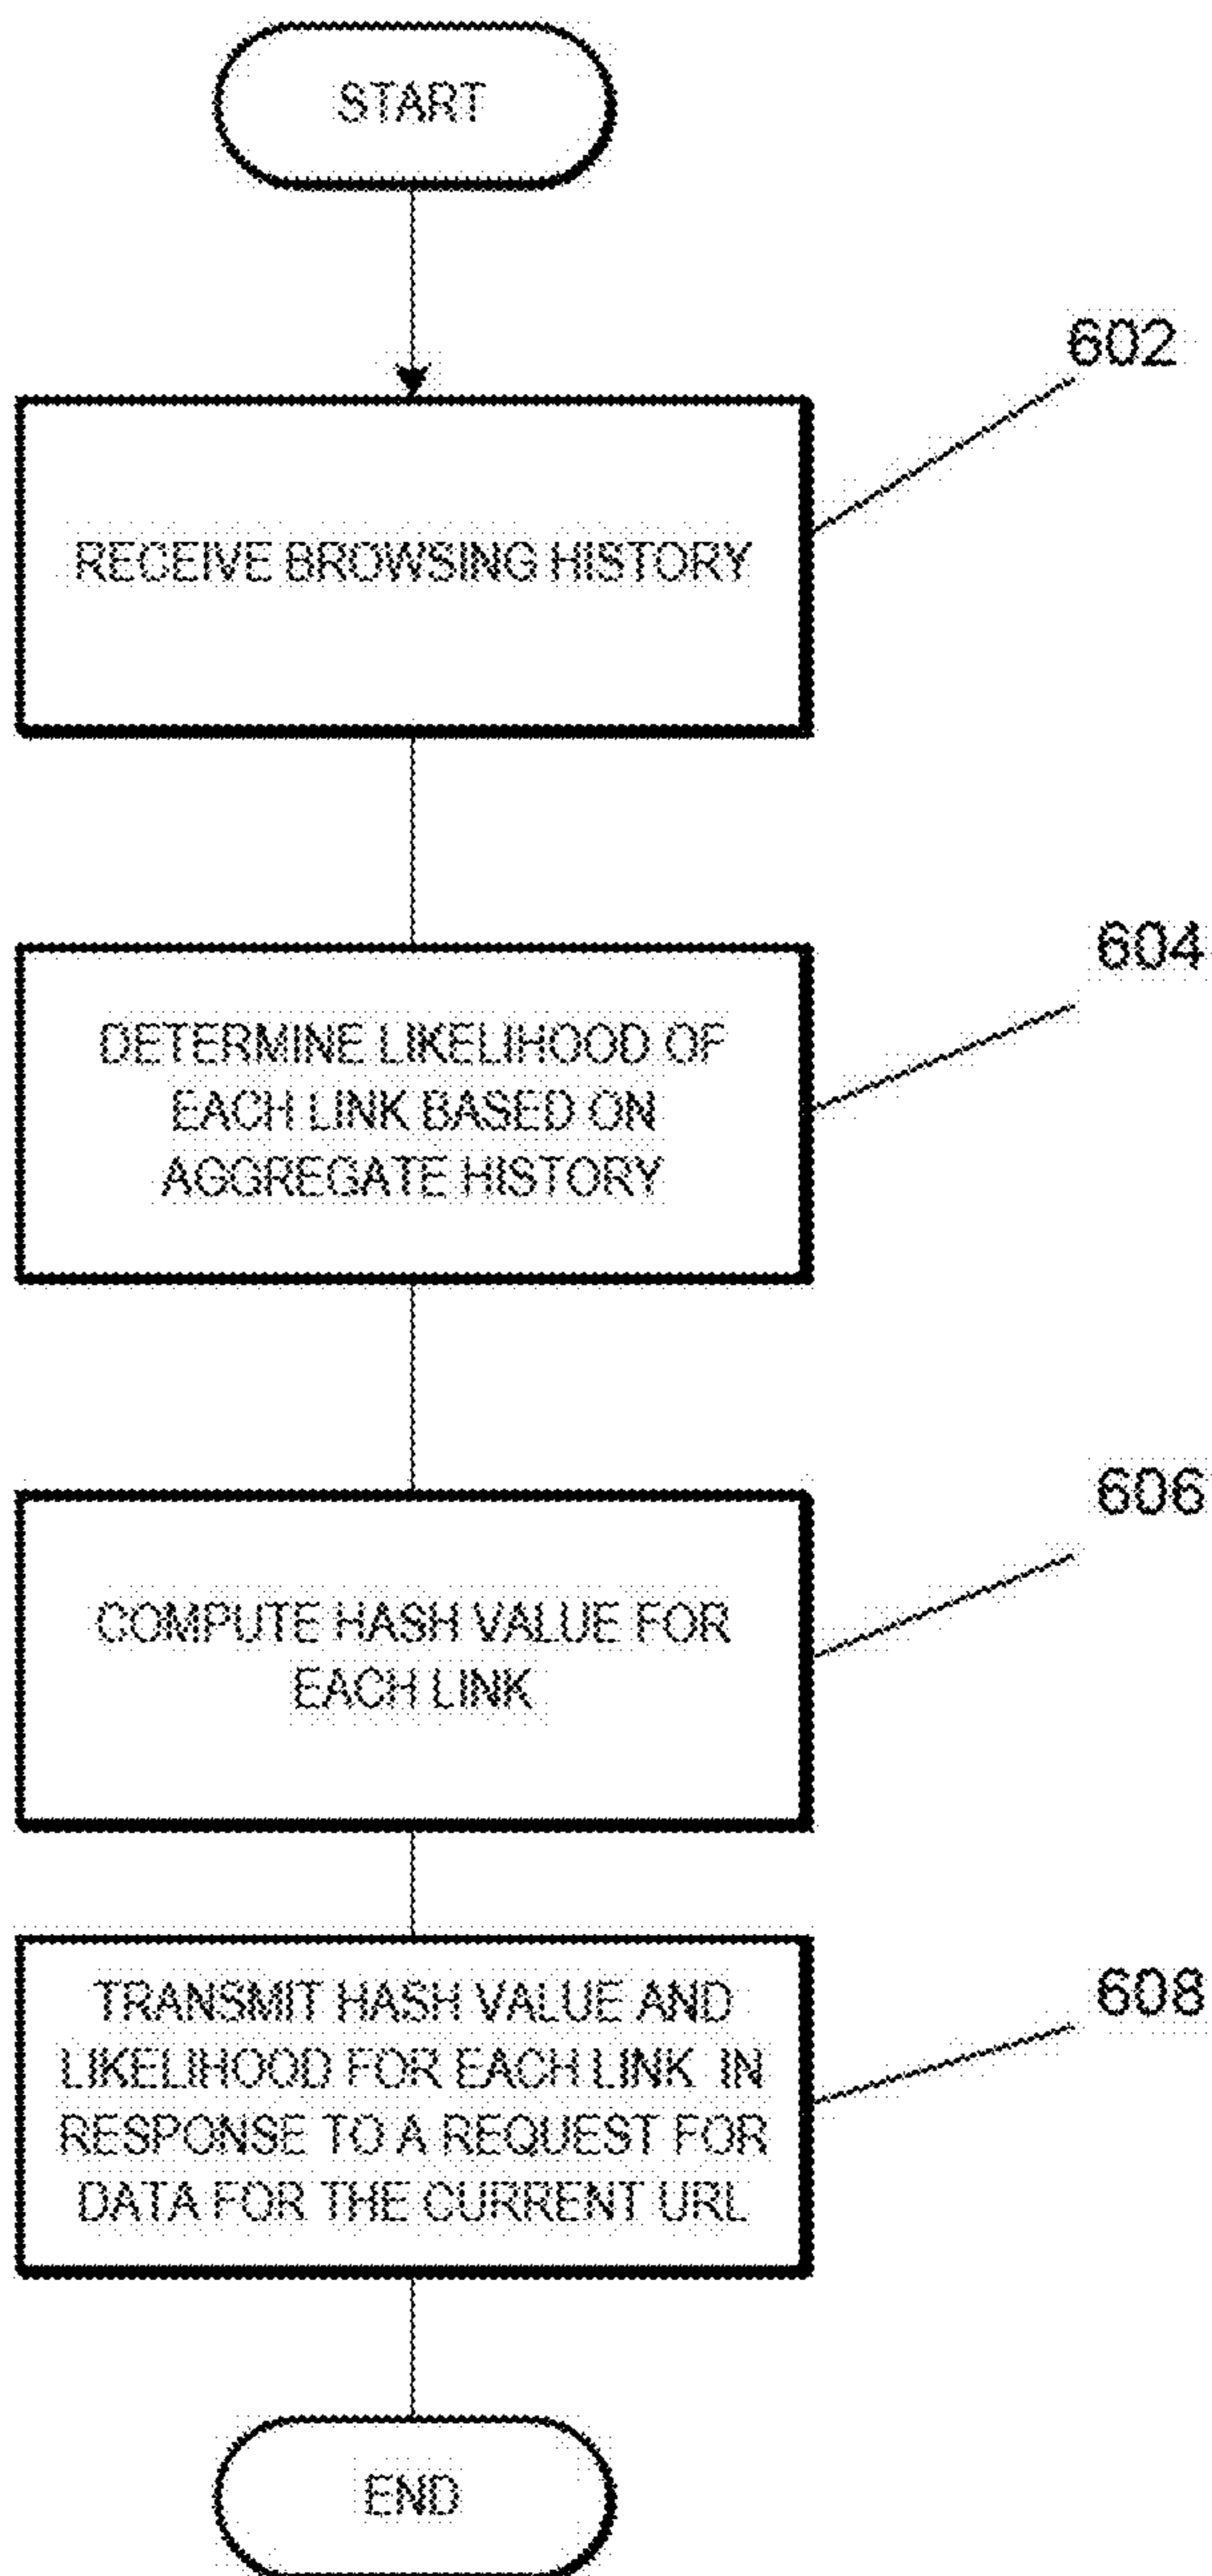 START
602
RECEIVE BROWSING HISTORY
604
DETERMINE LIKELIHOOD OF
EACH LINK BASED ON
AGGREGATE HISTORY
606
COMPUTE HASH VALUE FOR
EACH LINK
608
TRANSMIT HASH VALUE AND
LIKELIHOOD FOR EACH LINK IN
RESPONSE TO A REQUEST FOR
DATA FOR THE CURRENT URL
END